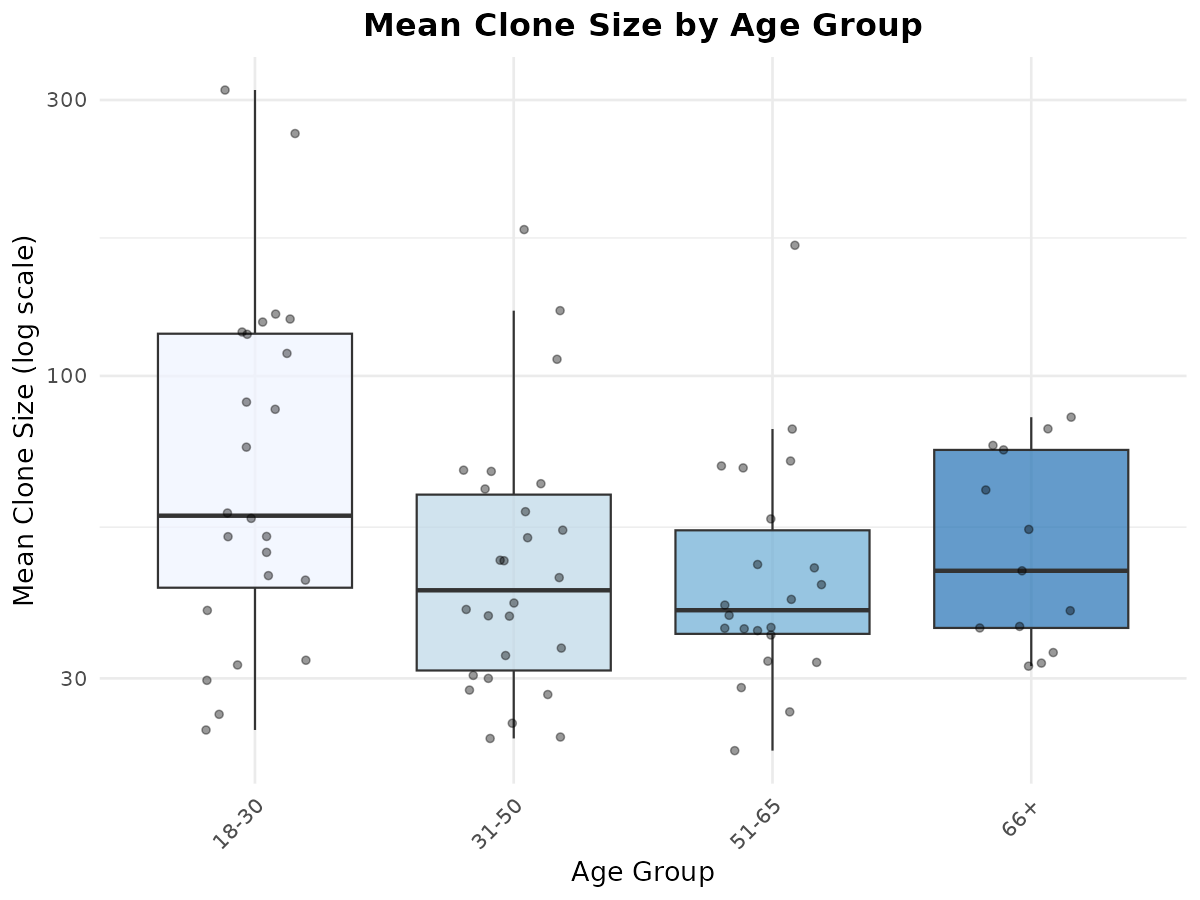 Mean Clone Size by Age Group
Mean Clone Size (log scale)
300
100
30
18-30
31-50
51-65
66+
Age Group